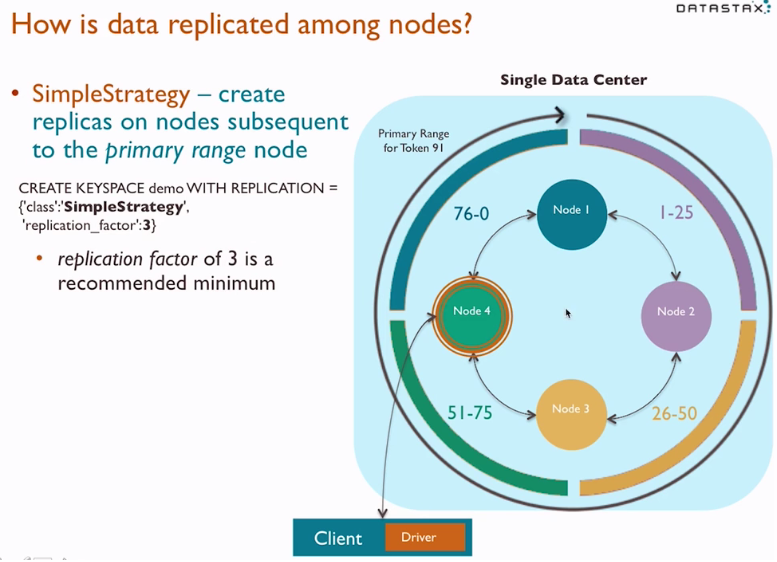 How is data replicated among nodes?
DATASTAX
• SimpleStrategy – create
replicas on nodes subsequent
to the primary range node
CREATE KEYSPACE demo WITH REPLICATION =
{'class':'SimpleStrategy',
'replication_factor':3}
• replication factor of 3 is a
recommended minimum
Single Data Center
Primary Range
for Token 91
76-0
Node 1
1-25
Node 4
Node 2
51-75
Node 3
26-50
Client
Driver